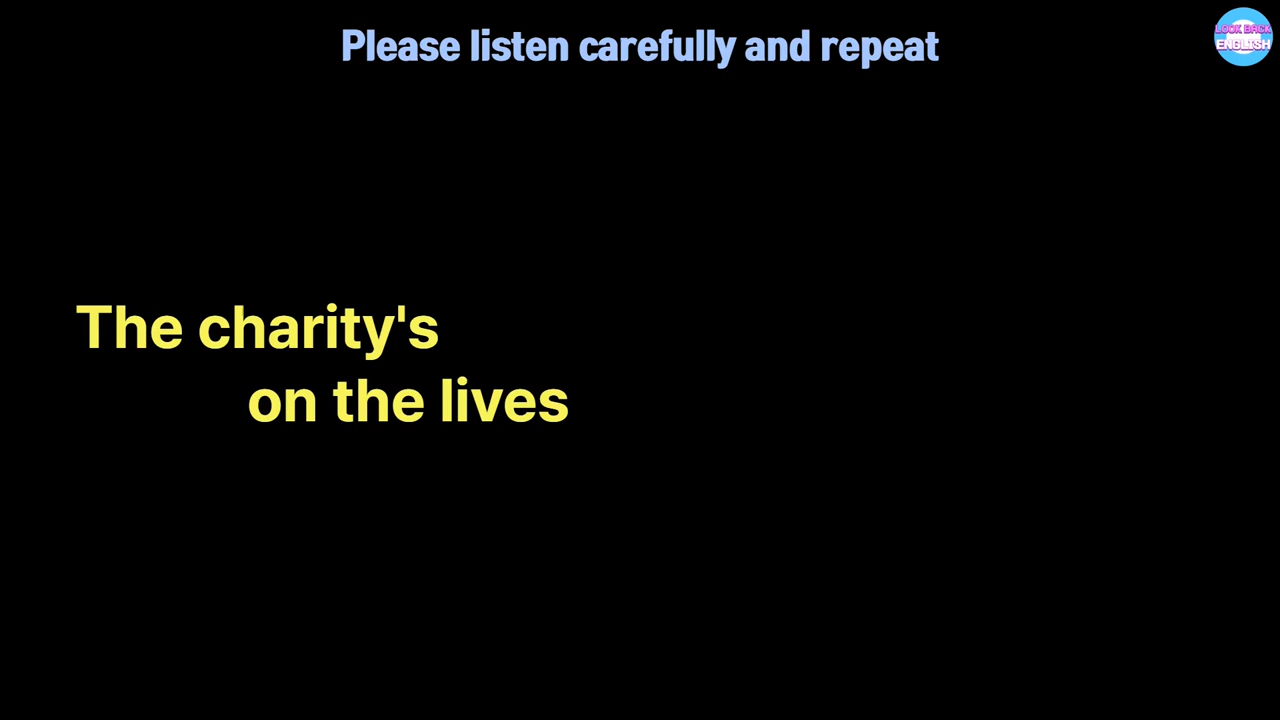 Please listen carefully and repeat
LOOK BACK
ENGLISH
The charity's
on the lives